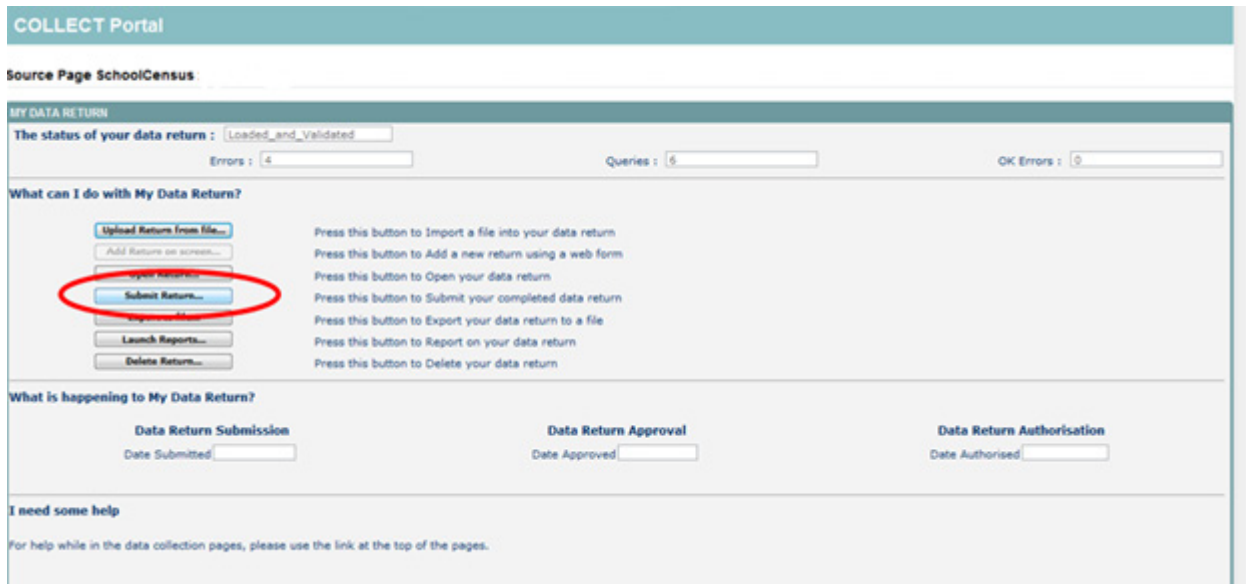 COLLECT Portal
Source Page SchoolCensus
MY DATA RETURN
The status of your data return : Loaded_and_Validated
Errors : 4 Queries : 6 OK Errors : 0
What can I do with My Data Return?
Upload Return from file... Press this button to Import a file into your data return
Add Return on screen... Press this button to Add a new return using a web form
Open Return... Press this button to Open your data return
Submit Return... Press this button to Submit your completed data return
Export to file... Press this button to Export your data return to a file
Launch Reports... Press this button to Report on your data return
Delete Return... Press this button to Delete your data return
What is happening to My Data Return?
Data Return Submission Data Return Approval Data Return Authorisation
Date Submitted Date Approved Date Authorised
I need some help
For help while in the data collection pages, please use the link at the top of the pages.